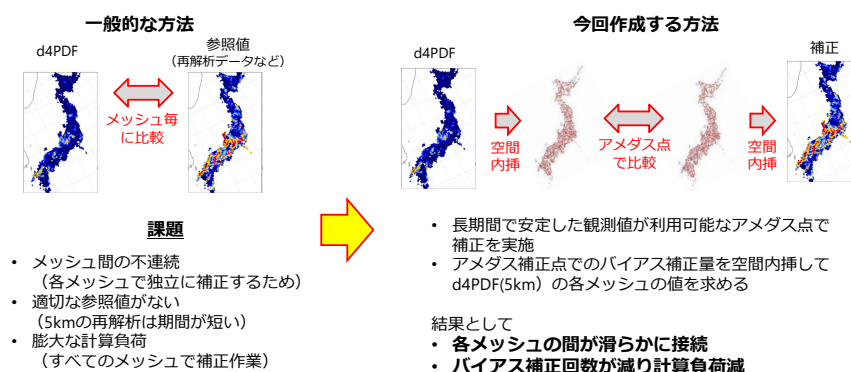 一般的な方法
d4PDF
参照値
（再解析データなど）
メッシュ毎
に比較
課題
• メッシュ間の不連続
（各メッシュで独立に補正するため）
• 適切な参照値がない
（5kmの再解析は期間が短い）
• 膨大な計算負荷
（すべてのメッシュで補正作業）
今回作成する方法
d4PDF
補正
空間
内挿
アメダス点
で比較
空間
内挿
• 長期間で安定した観測値が利用可能なアメダス点で
補正を実施
• アメダス補正点でのバイアス補正量を空間内挿して
d4PDF(5km）の各メッシュの値を求める
結果として
• 各メッシュの間が滑らかに接続
• バイアス補正回数が減り計算負荷減